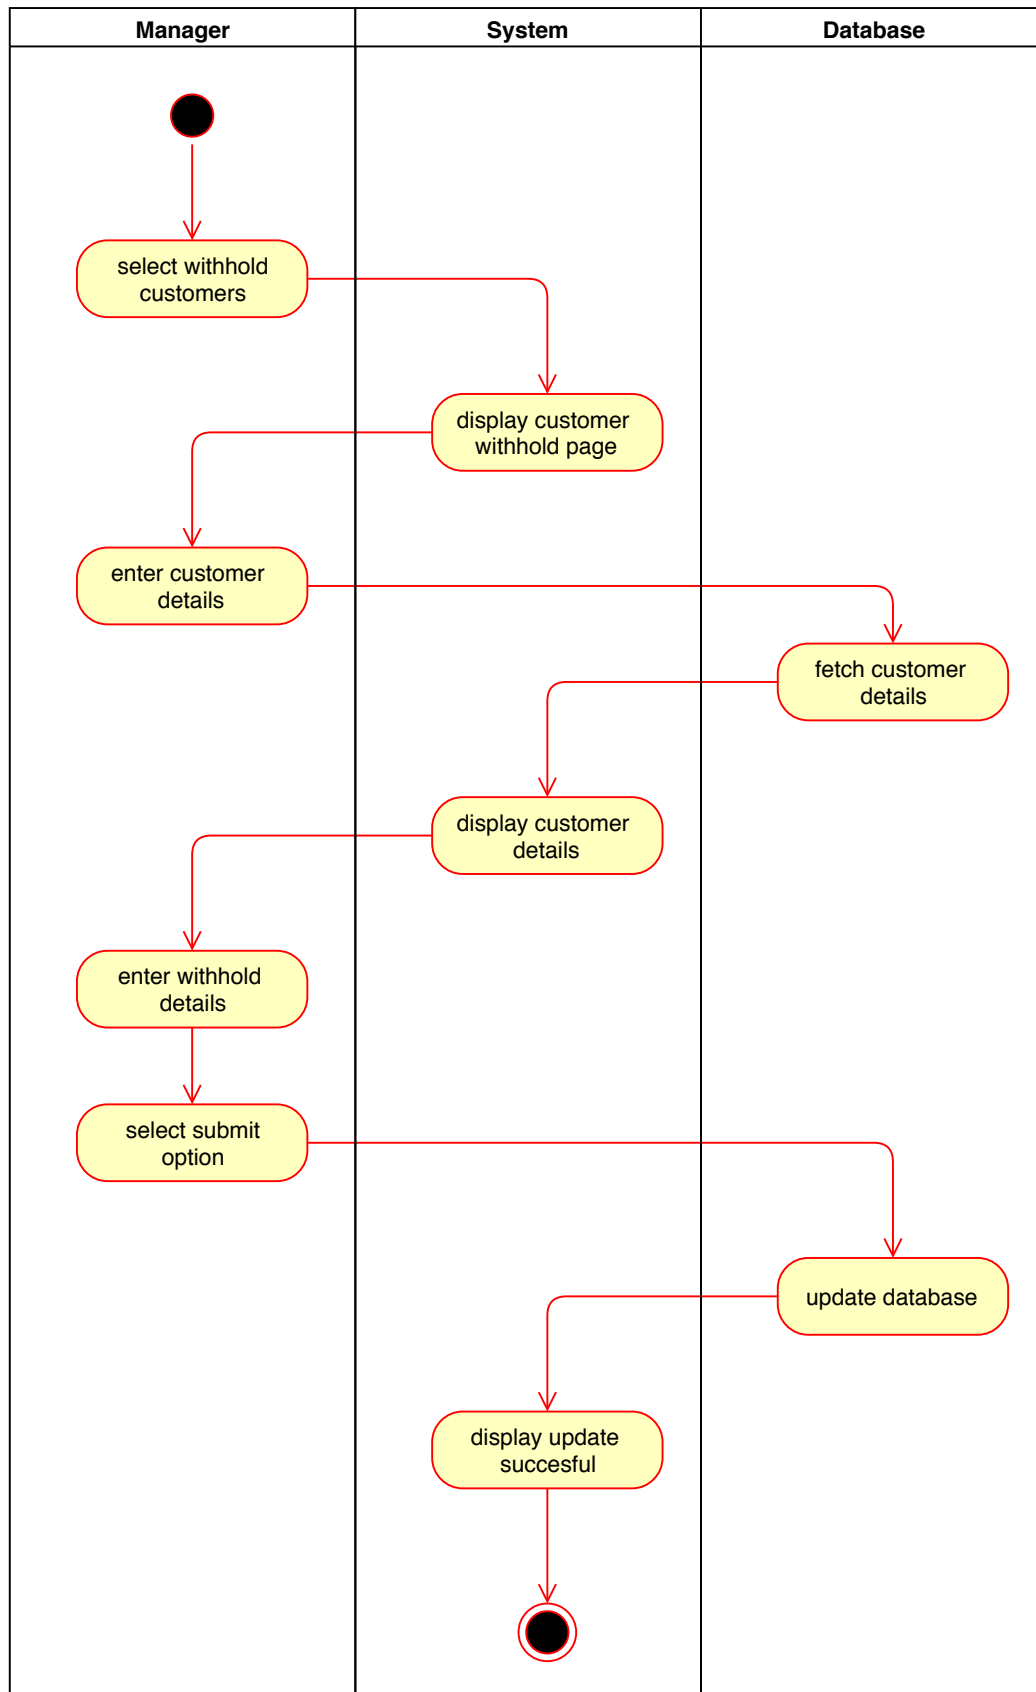 Manager
System
Database
select withhold
customers
display customer
withhold page
enter customer
details
fetch customer
details
display customer
details
enter withhold
details
select submit
option
update database
display update
succesful